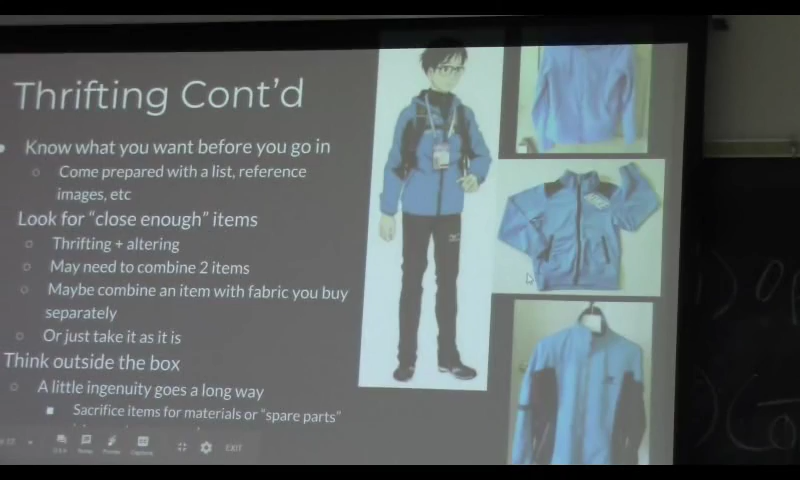 Thrifting Cont'd
Know what you want before you go in
Come prepared with a list, reference
images, etc
Look for "close enough" items
Thrifting + altering
May need to combine 2 items
Maybe combine an item with fabric you buy
separately
Or just take it as it is
Think outside the box
A little ingenuity goes a long way
Sacrifice items for materials or "spare parts"
Notes
Captions
EXIT